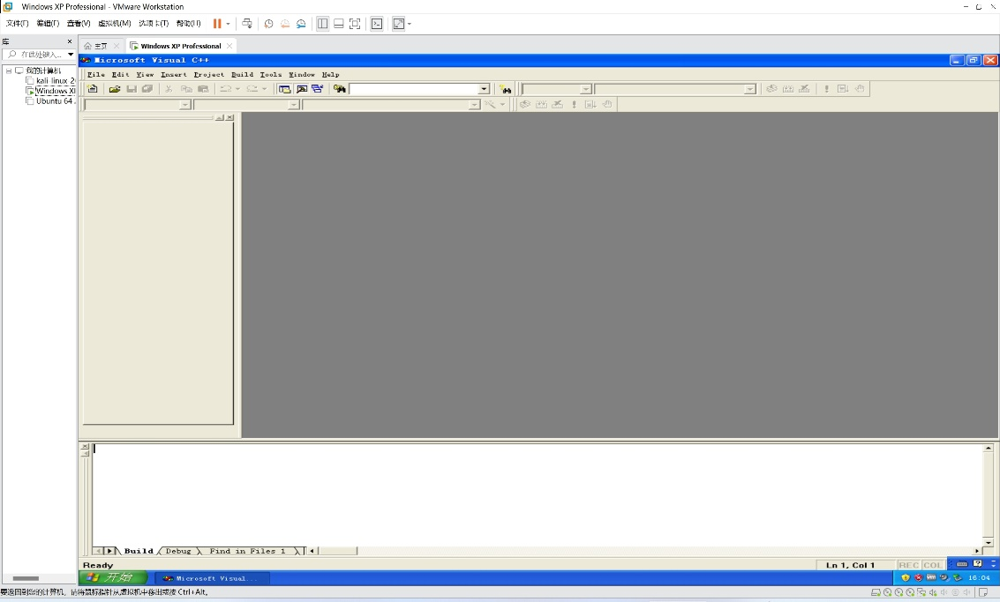 Windows XP Professional - VMware Workstation
文件(F) 编辑(E) 查看(V) 虚拟机(M) 选项卡(T) 帮助(H)
库
在此处键入...
主页
Windows XP Professional
我的计算机
kali linux 2
Windows XI
Ubuntu 64
Microsoft Visual C++
File Edit View Insert Project Build Tools Window Help
Build Debug Find in Files 1
Ready
Ln 1, Col 1
REC COL
开始
Microsoft Visual...
16:04
要返回到您的计算机，请将鼠标指针从虚拟机中移出或按 Ctrl+Alt。